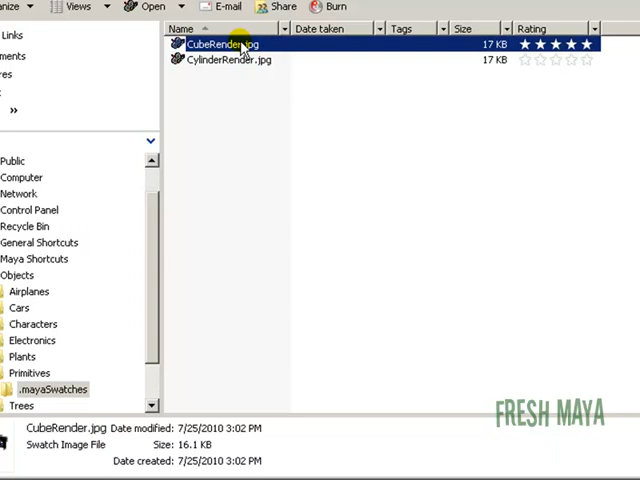 anize Views Open E-mail Share Burn
Name Date taken Tags Size Rating
Links
CubeRender.jpg 17 KB
ments
CylinderRender.jpg 17 KB
res
»
Public
Computer
Network
Control Panel
Recycle Bin
General Shortcuts
Maya Shortcuts
Objects
Airplanes
Cars
Characters
Electronics
Plants
Primitives
.mayaSwatches
Trees
FRESH MAYA
CubeRender.jpg Date modified: 7/25/2010 3:02 PM
Swatch Image File Size: 16.1 KB
Date created: 7/25/2010 3:02 PM